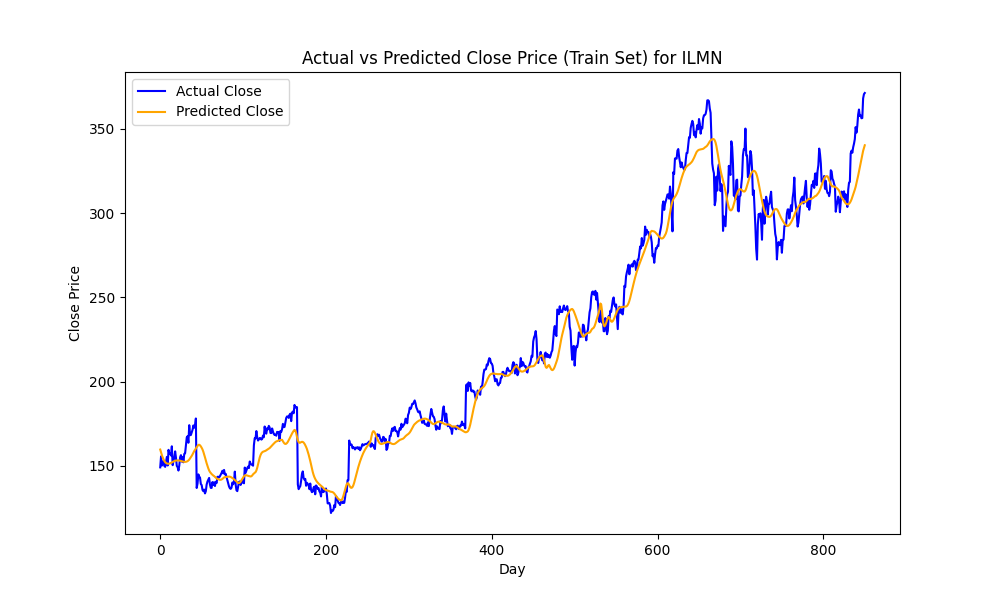 Actual vs Predicted Close Price (Train Set) for ILMN
Actual Close
Predicted Close
350
300
250
200
150
Close Price
0 200 400 600 800
Day